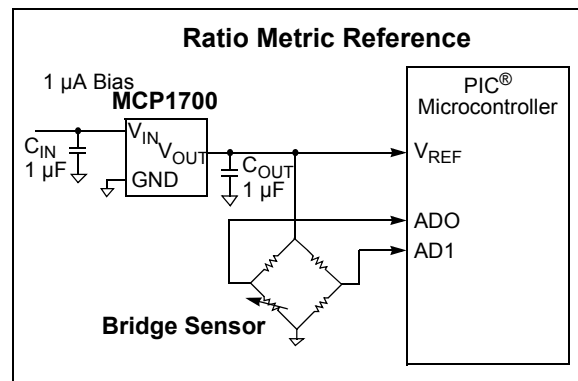 Ratio Metric Reference
1 µA Bias
MCP1700
PIC®
Microcontroller
VIN
VOUT
CIN
1 µF
GND
COUT
1 µF
VREF
ADO
AD1
Bridge Sensor